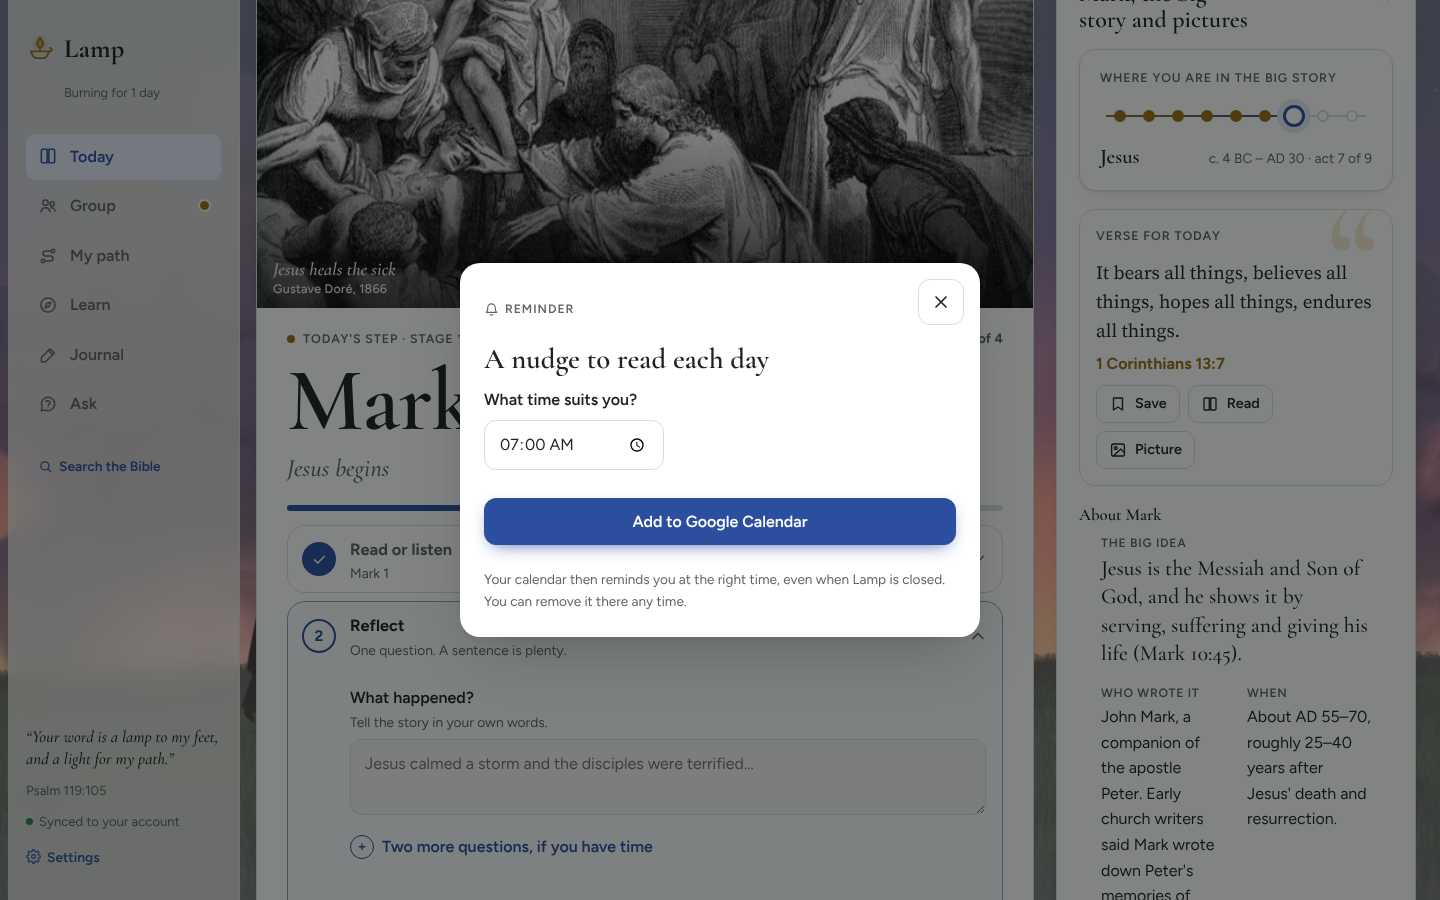 Lamp
Burning for 1 day
Today
Group
My path
Learn
Journal
Ask
Search the Bible
“Your word is a lamp to my feet,
and a light for my path.”
Psalm 119:105
Synced to your account
Settings
Jesus heals the sick
Gustave Doré, 1866
TODAY'S STEP · STAGE
of 4
Mark
Jesus begins
Read or listen
Mark 1
2
Reflect
One question. A sentence is plenty.
What happened?
Tell the story in your own words.
Jesus calmed a storm and the disciples were terrified...
Two more questions, if you have time
REMINDER
A nudge to read each day
What time suits you?
07:00 AM
Add to Google Calendar
Your calendar then reminds you at the right time, even when Lamp is closed.
You can remove it there any time.
story and pictures
WHERE YOU ARE IN THE BIG STORY
Jesus
c. 4 BC – AD 30 · act 7 of 9
VERSE FOR TODAY
It bears all things, believes all
things, hopes all things, endures
all things.
1 Corinthians 13:7
Save
Read
Picture
About Mark
THE BIG IDEA
Jesus is the Messiah and Son of
God, and he shows it by
serving, suffering and giving his
life (Mark 10:45).
WHO WROTE IT
John Mark, a
companion of
the apostle
Peter. Early
church writers
said Mark wrote
down Peter's
memories of
WHEN
About AD 55–70,
roughly 25–40
years after
Jesus' death and
resurrection.